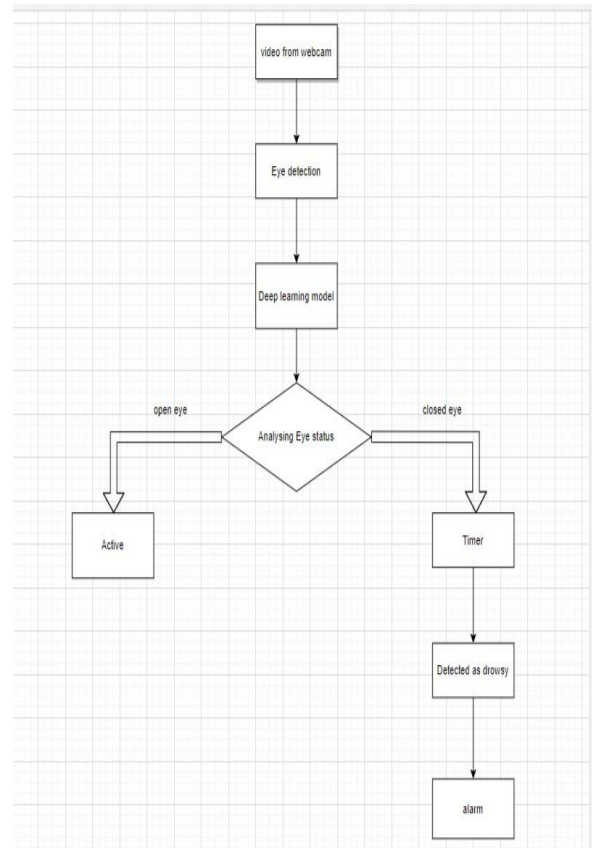 video from webcam
Eye detection
Deep learning model
open eye
Analysing Eye status
closed eye
Active
Timer
Detected as drowsy
alarm